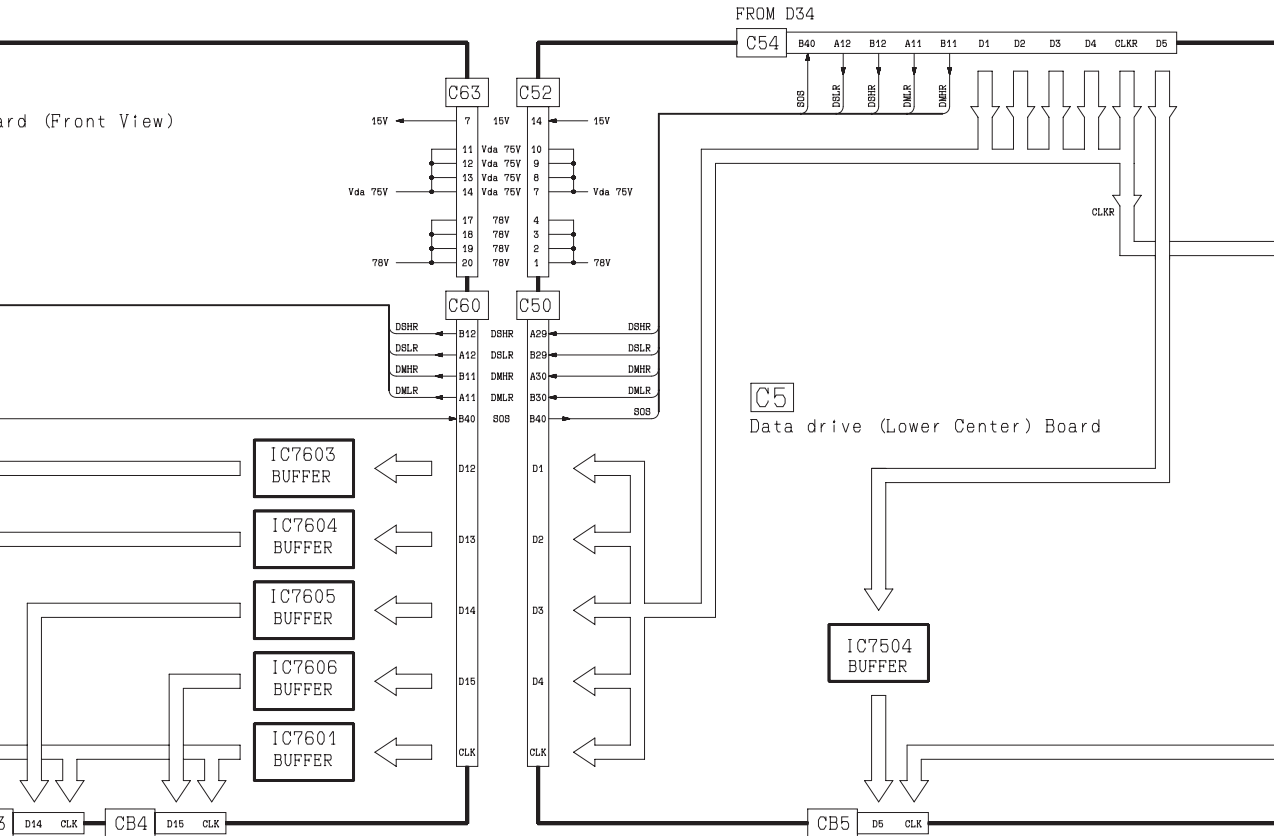 FROM D34
C54 B40 A12 B12 A11 B11 D1 D2 D3 D4 CLKR D5
SOS DSLR DSHR DMLR DMHR
C63 C52
(Front View)
15V 7 15V 14 15V
11 Vda 75V 10
12 Vda 75V 9
13 Vda 75V 8
Vda 75V 14 Vda 75V 7 Vda 75V
17 78V 4
18 78V 3
19 78V 2
78V 20 78V 1 78V
CLKR
C60 C50
DSHR B12 DSHR A29 DSHR
DSLR A12 DSLR B29 DSLR
DMHR B11 DMHR A30 DMHR
DMLR A11 DMLR B30 DMLR
B40 SOS B40 SOS
C5
Data drive (Lower Center) Board
IC7603
BUFFER
D12 D1
IC7604
BUFFER
D13 D2
IC7605
BUFFER
D14 D3
IC7606
BUFFER
D15 D4
IC7504
BUFFER
IC7601
BUFFER
CLK CLK
3 D14 CLK CB4 D15 CLK CB5 D5 CLK